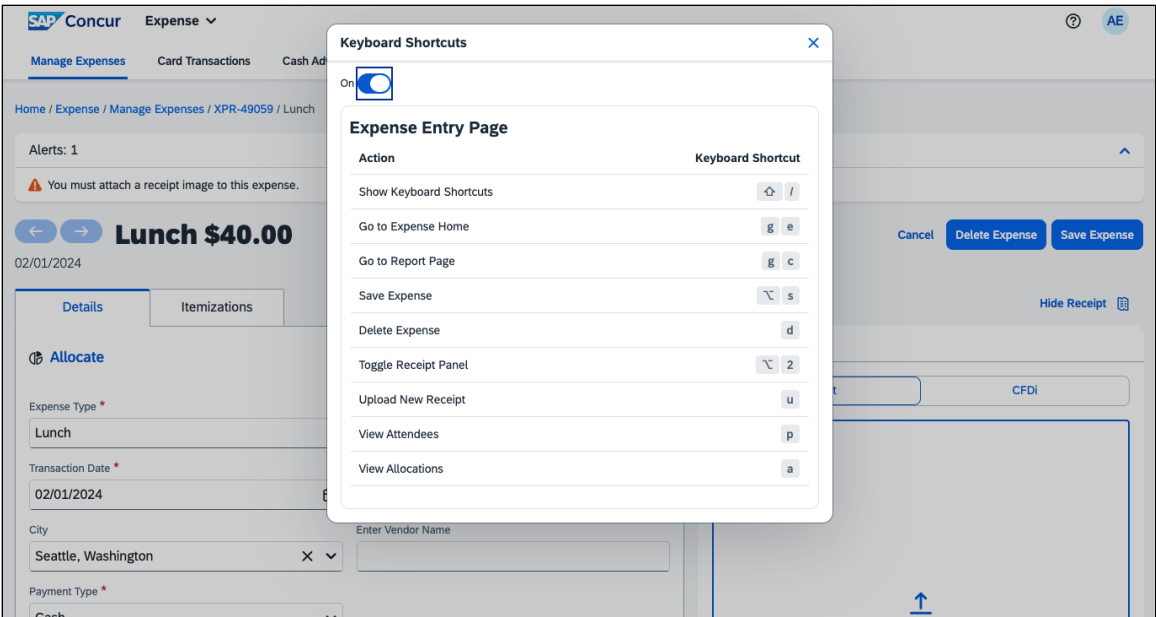 SAP Concur Expense
AE
Manage Expenses Card Transactions Cash Ad
Home / Expense / Manage Expenses / XPR-49059 / Lunch
Alerts: 1
You must attach a receipt image to this expense.
Lunch $40.00
Cancel Delete Expense Save Expense
02/01/2024
Details Itemizations
Hide Receipt
Allocate
CFDi
Expense Type *
Lunch
Transaction Date *
02/01/2024
City
Enter Vendor Name
Seattle, Washington
Payment Type *
Cash
Keyboard Shortcuts
On
Expense Entry Page
Action Keyboard Shortcut
Show Keyboard Shortcuts ⇧ /
Go to Expense Home g e
Go to Report Page g c
Save Expense ⌥ s
Delete Expense d
Toggle Receipt Panel ⌥ 2
Upload New Receipt u
View Attendees p
View Allocations a